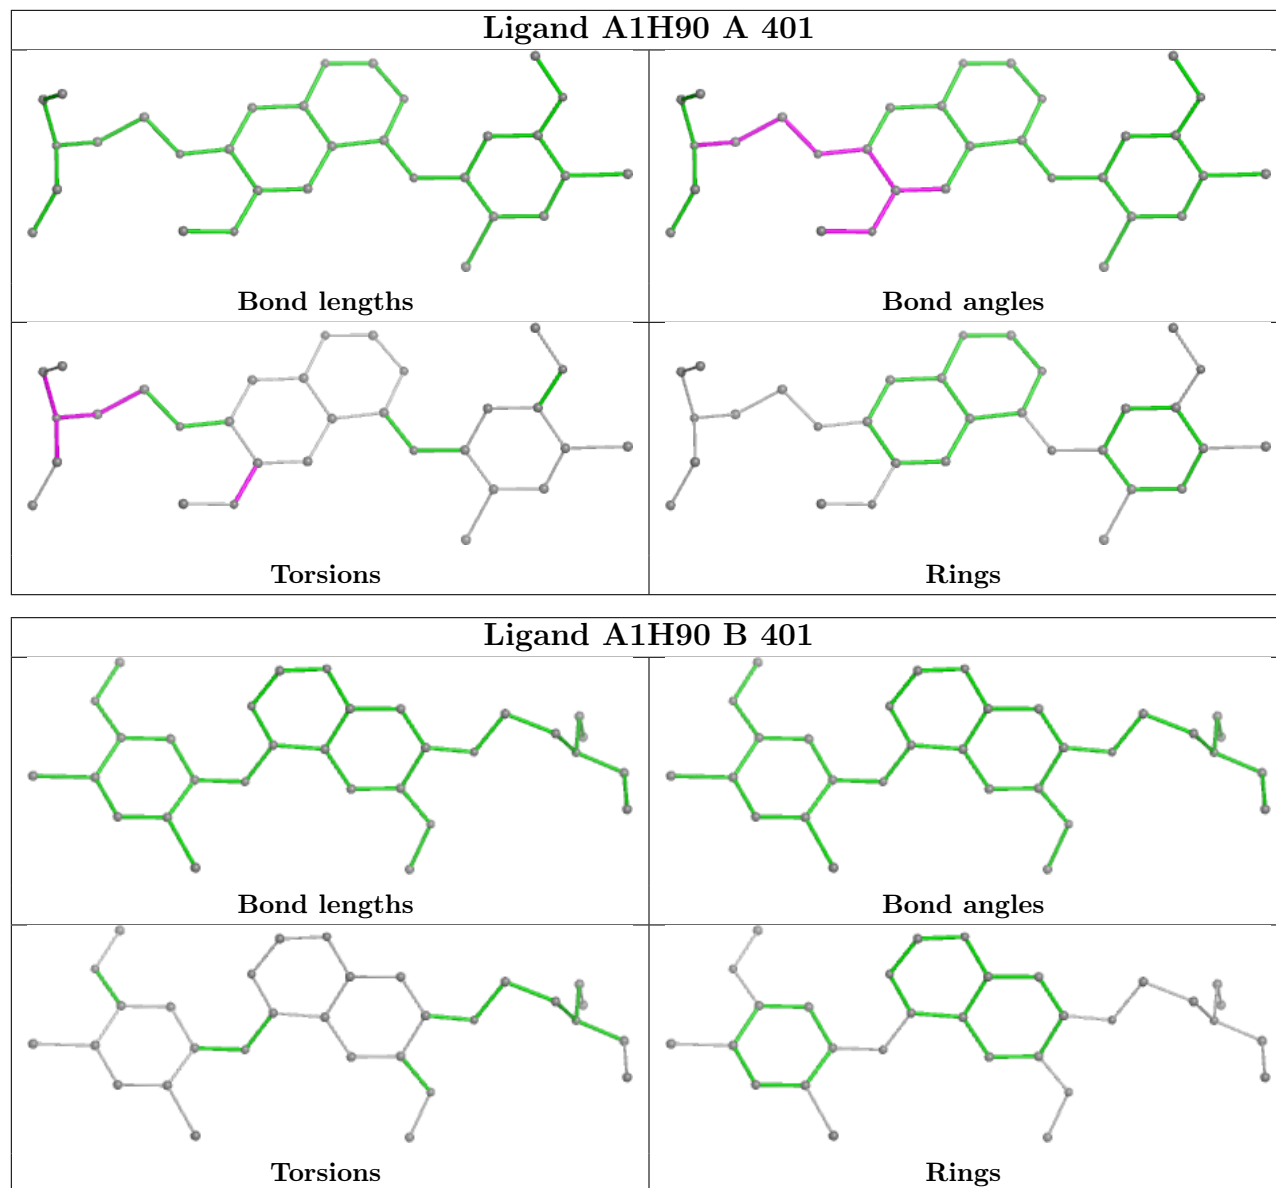 Ligand A1H90 A 401
Bond lengths
Bond angles
Torsions
Rings
Ligand A1H90 B 401
Bond lengths
Bond angles
Torsions
Rings